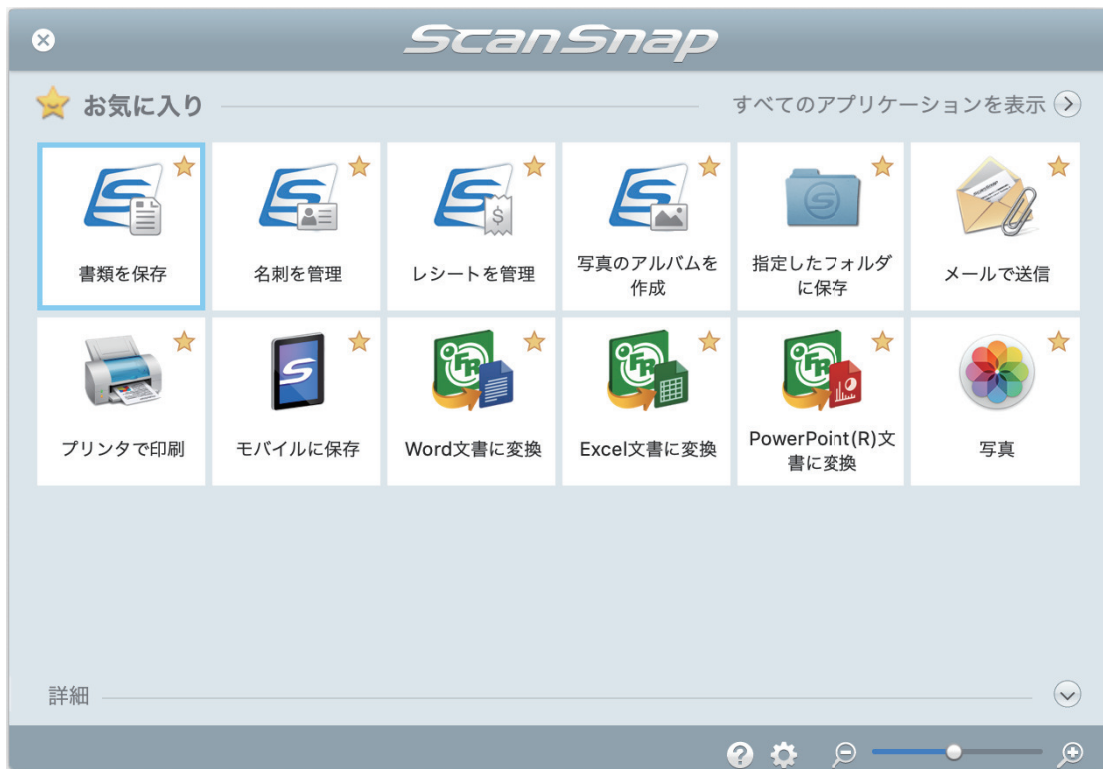 ScanSnap
お気に入り
すべてのアプリケーションを表示
書類を保存
名刺を管理
レシートを管理
写真のアルバムを
作成
指定したフォルダ
に保存
メールで送信
プリンタで印刷
モバイルに保存
Word文書に変換
Excel文書に変換
PowerPoint(R)文
書に変換
写真
詳細